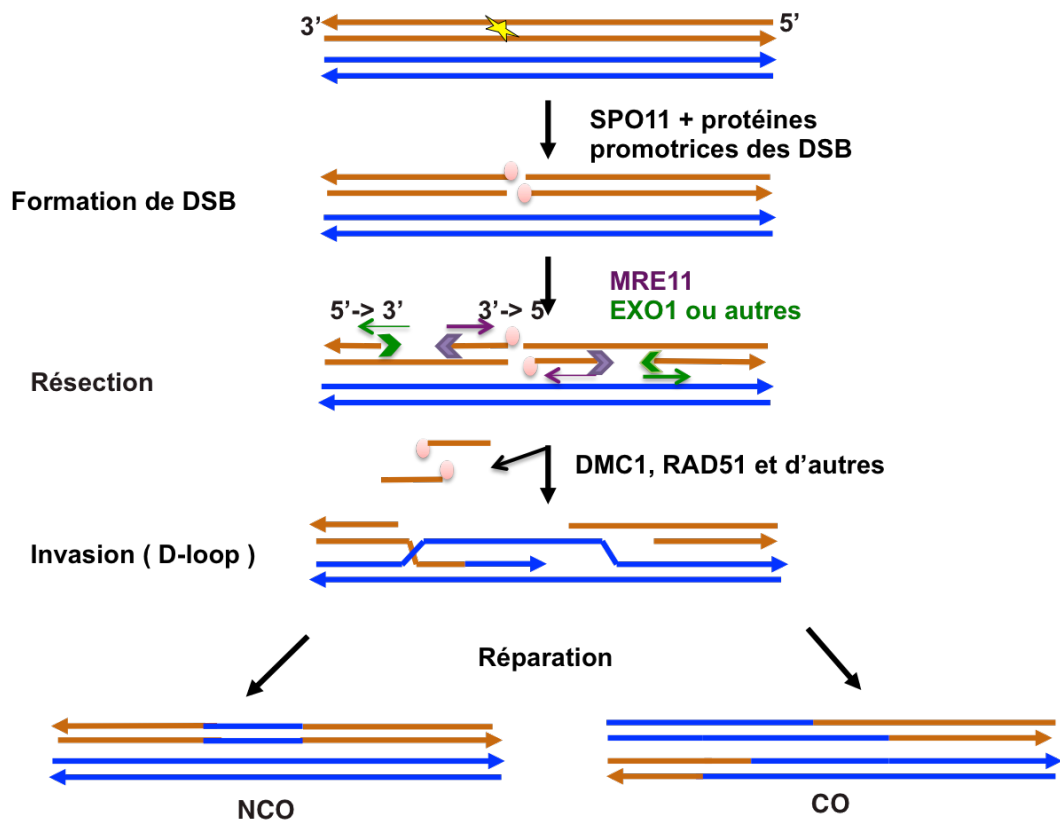 3’ 5’
SPO11 + protéines
promotrices des DSB
Formation de DSB
MRE11
EXO1 ou autres
5’-> 3’ 3’-> 5’
Résection
DMC1, RAD51 et d’autres
Invasion ( D-loop )
Réparation
NCO CO